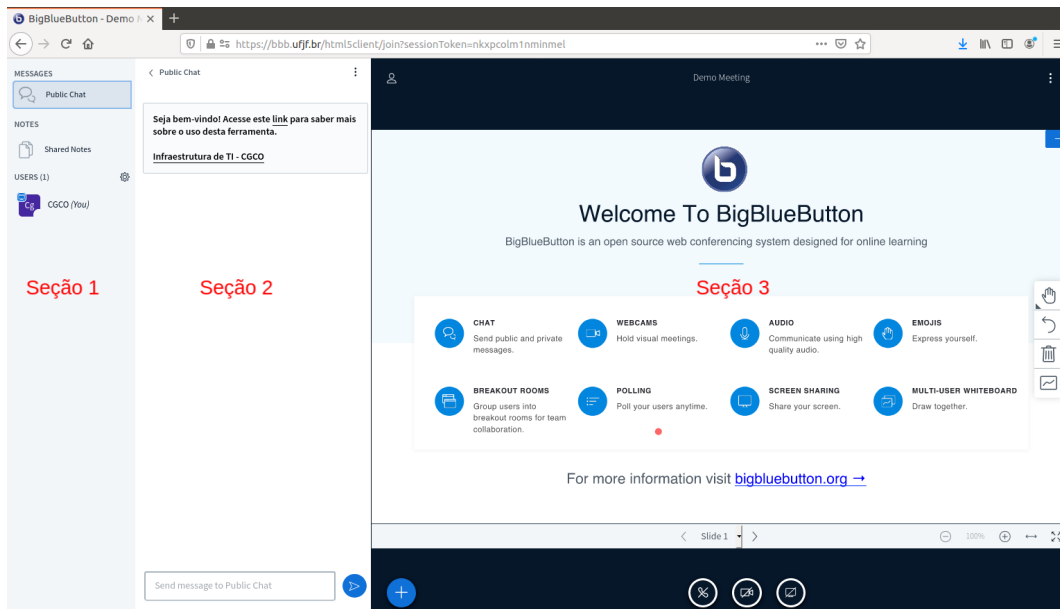 BigBlueButton - Demo M
https://bbb.ufjf.br/html5client/join?sessionToken=nkxpcolm1nminmel
MESSAGES
Public Chat
NOTES
Shared Notes
USERS (1)
Cg
CGCO (You)
Seção 1
Public Chat
Seja bem-vindo! Acesse este link para saber mais
sobre o uso desta ferramenta.
Infraestrutura de TI - CGCO
Seção 2
Send message to Public Chat
Demo Meeting
Welcome To BigBlueButton
BigBlueButton is an open source web conferencing system designed for online learning
Seção 3
CHAT
Send public and private
messages.
WEBCAMS
Hold visual meetings.
AUDIO
Communicate using high
quality audio.
EMOJIS
Express yourself.
BREAKOUT ROOMS
Group users into
breakout rooms for team
collaboration.
POLLING
Poll your users anytime.
SCREEN SHARING
Share your screen.
MULTI-USER WHITEBOARD
Draw together.
For more information visit bigbluebutton.org →
Slide 1
100%